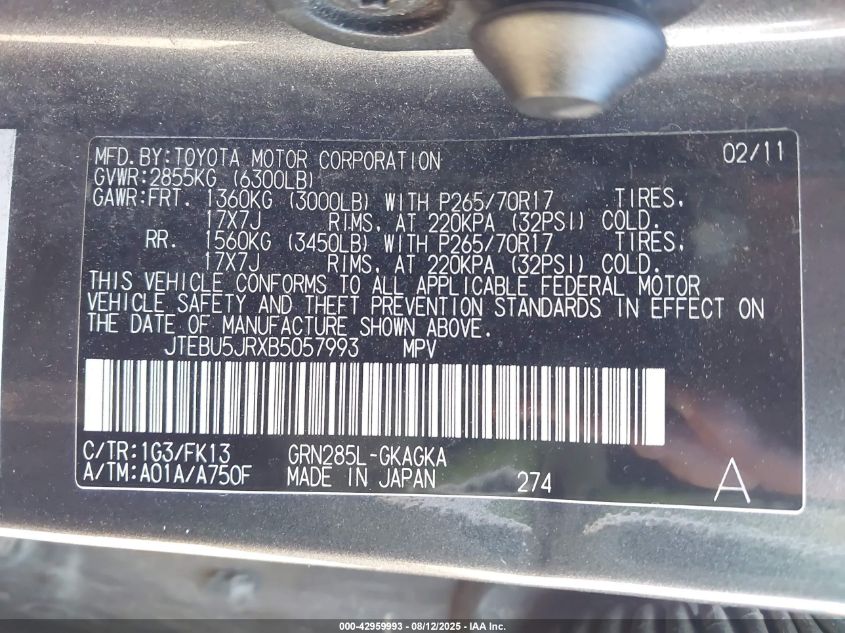 MFD.BY:TOYOTA MOTOR CORPORATION 02/11
GVWR:2855KG (6300LB)
GAWR:FRT. 1360KG (3000LB) WITH P265/70R17 TIRES,
17X7J RIMS, AT 220KPA (32PSI) COLD.
RR. 1560KG (3450LB) WITH P265/70R17 TIRES,
17X7J RIMS, AT 220KPA (32PSI) COLD.
THIS VEHICLE CONFORMS TO ALL APPLICABLE FEDERAL MOTOR
VEHICLE SAFETY AND THEFT PREVENTION STANDARDS IN EFFECT ON
THE DATE OF MANUFACTURE SHOWN ABOVE.
JTEBU5JRXB5057993 MPV
C/TR:1G3/FK13 GRN285L-GKAGKA
A/TM:A01A/A750F MADE IN JAPAN 274 A
000-42959993 - 08/12/2025 - IAA Inc.